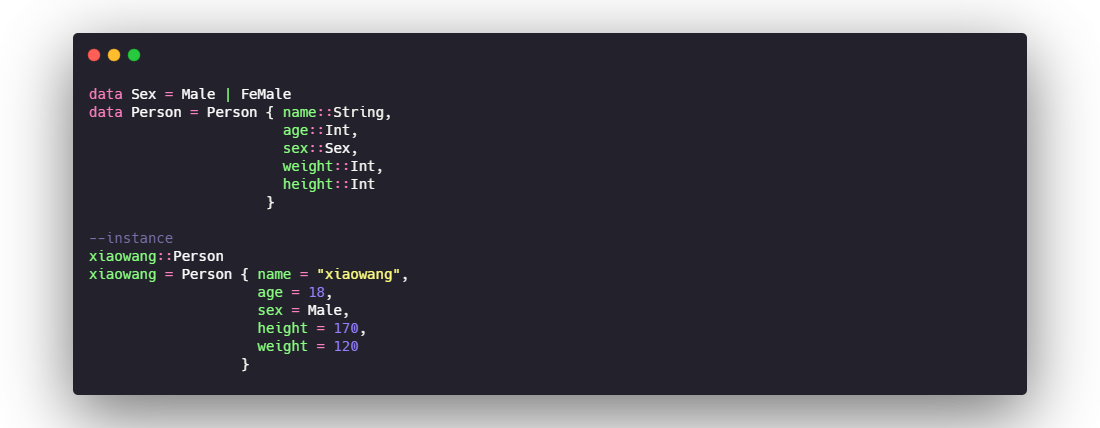 data Sex = Male | FeMale
data Person = Person { name::String,
                       age::Int,
                       sex::Sex,
                       weight::Int,
                       height::Int
                     }

--instance
xiaowang::Person
xiaowang = Person { name = "xiaowang",
                    age = 18,
                    sex = Male,
                    height = 170,
                    weight = 120
                  }